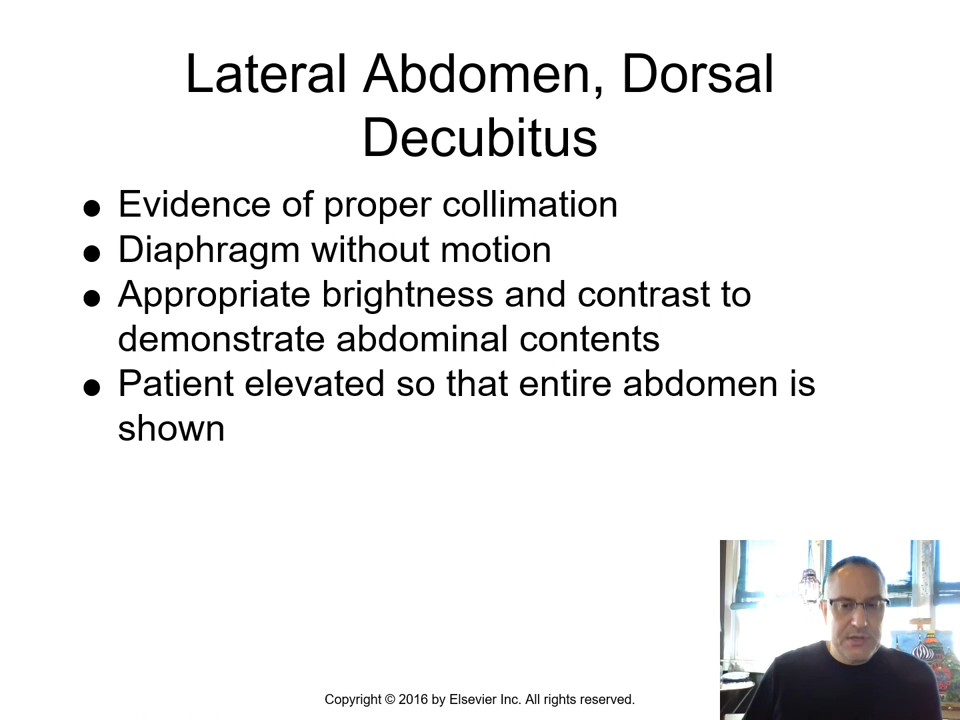 Lateral Abdomen, Dorsal
Decubitus
● Evidence of proper collimation
● Diaphragm without motion
● Appropriate brightness and contrast to
demonstrate abdominal contents
● Patient elevated so that entire abdomen is
shown
Copyright © 2016 by Elsevier Inc. All rights reserved.